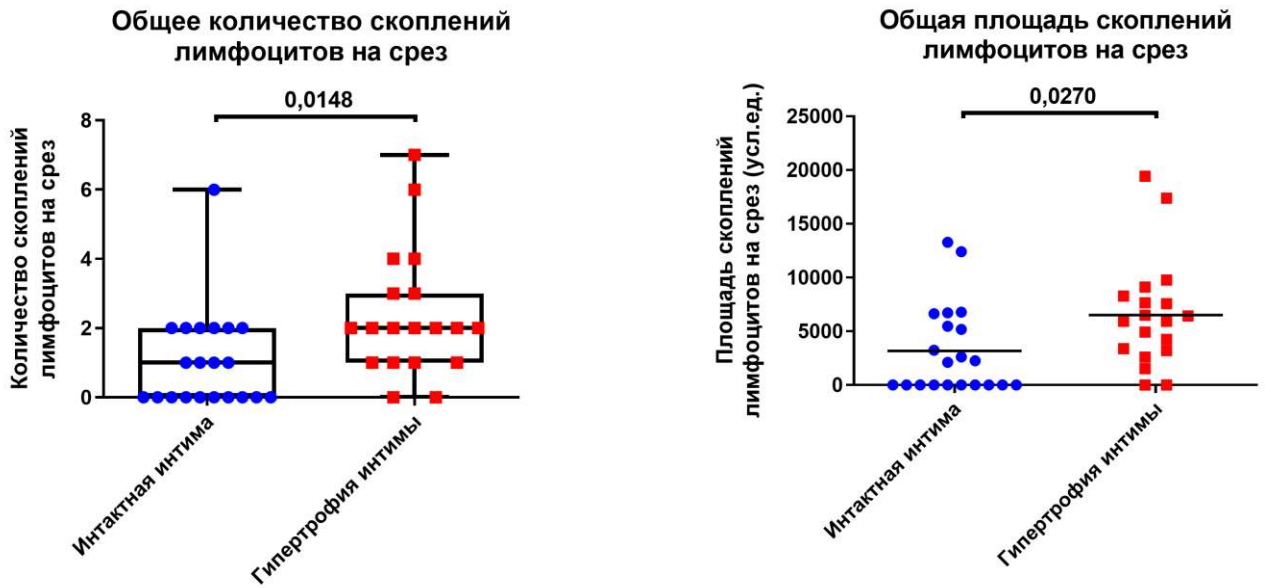 Общее количество скоплений
лимфоцитов на срез
0,0148
Количество скоплений
лимфоцитов на срез
8
6
4
2
0
Интактная интима
Гипертрофия интимы
Общая площадь скоплений
лимфоцитов на срез
0,0270
Площадь скоплений
лимфоцитов на срез (усл.ед.)
25000
20000
15000
10000
5000
0
Интактная интима
Гипертрофия интимы